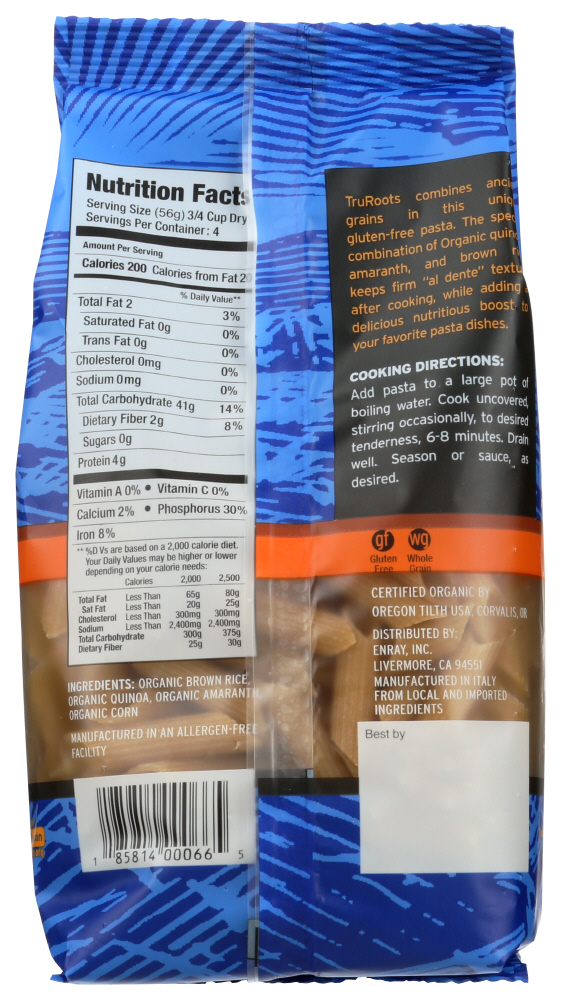 Nutrition Facts
Serving Size (56g) 3/4 Cup Dry
Servings Per Container: 4
Amount Per Serving
Calories 200 Calories from Fat 20
% Daily Value**
Total Fat 2 3%
Saturated Fat 0g 0%
Trans Fat 0g 0%
Cholesterol 0mg 0%
Sodium 0mg 0%
Total Carbohydrate 41g 14%
Dietary Fiber 2g 8%
Sugars 0g
Protein 4g
Vitamin A 0% • Vitamin C 0%
Calcium 2% • Phosphorus 30%
Iron 8%
** %D Vs are based on a 2,000 calorie diet.
Your Daily Values may be higher or lower
depending on your calorie needs:
Calories 2,000 2,500
Total Fat Less Than 65g 80g
Sat Fat Less Than 20g 25g
Cholesterol Less Than 300mg 300mg
Sodium Less Than 2,400mg 2,400mg
Total Carbohydrate 300g 375g
Dietary Fiber 25g 30g
INGREDIENTS: ORGANIC BROWN RICE,
ORGANIC QUINOA, ORGANIC AMARANTH,
ORGANIC CORN
MANUFACTURED IN AN ALLERGEN-FREE
FACILITY
1 85814 00066 5
TruRoots combines anci
grains in this uniq
gluten-free pasta. The spec
combination of Organic quin
amaranth, and brown r
keeps firm "al dente" textu
after cooking, while adding a
delicious nutritious boost to
your favorite pasta dishes.
COOKING DIRECTIONS:
Add pasta to a large pot of
boiling water. Cook uncovered,
stirring occasionally, to desired
tenderness, 6-8 minutes. Drain
well. Season or sauce, as
desired.
gf wg
Gluten Free Whole Grain
CERTIFIED ORGANIC BY
OREGON TILTH USA, CORVALIS, OR
DISTRIBUTED BY:
ENRAY, INC.
LIVERMORE, CA 94551
MANUFACTURED IN ITALY
FROM LOCAL AND IMPORTED
INGREDIENTS
Best by